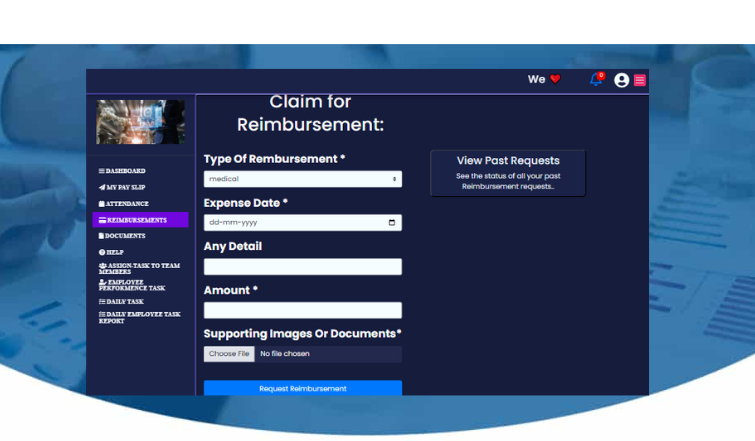 We
0
Claim for
Reimbursement:
DASHBOARD
MY PAY SLIP
ATTENDANCE
REIMBURSEMENTS
DOCUMENTS
HELP
ASSIGN-TASK TO TEAM
MEMBERS
EMPLOYEE
PERFORMENCE TASK
DAILY TASK
DAILY EMPLOYEE TASK
REPORT
Type Of Rembursement *
medical
Expense Date *
dd-mm-yyyy
Any Detail
Amount *
Supporting Images Or Documents*
Choose File No file chosen
Request Reimbursement
View Past Requests
See the status of all your past
Reimbursement requests..